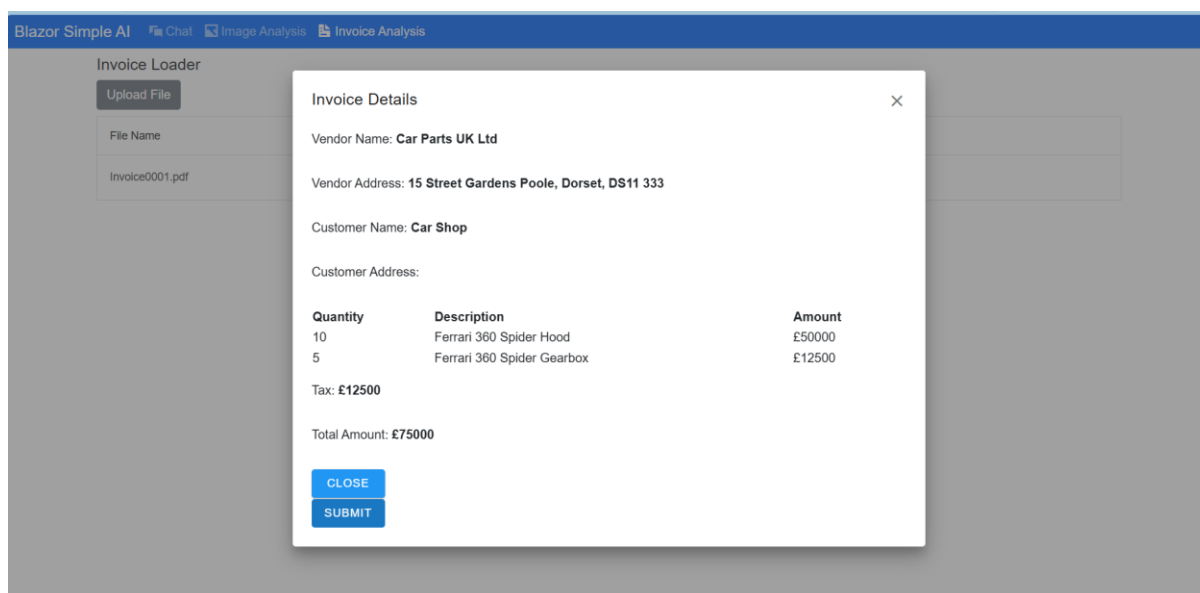 Blazor Simple AI Chat Image Analysis Invoice Analysis
Invoice Loader
Upload File
File Name
Invoice0001.pdf
Invoice Details
Vendor Name: Car Parts UK Ltd
Vendor Address: 15 Street Gardens Poole, Dorset, DS11 333
Customer Name: Car Shop
Customer Address:
Quantity Description Amount
10 Ferrari 360 Spider Hood £50000
5 Ferrari 360 Spider Gearbox £12500
Tax: £12500
Total Amount: £75000
CLOSE
SUBMIT